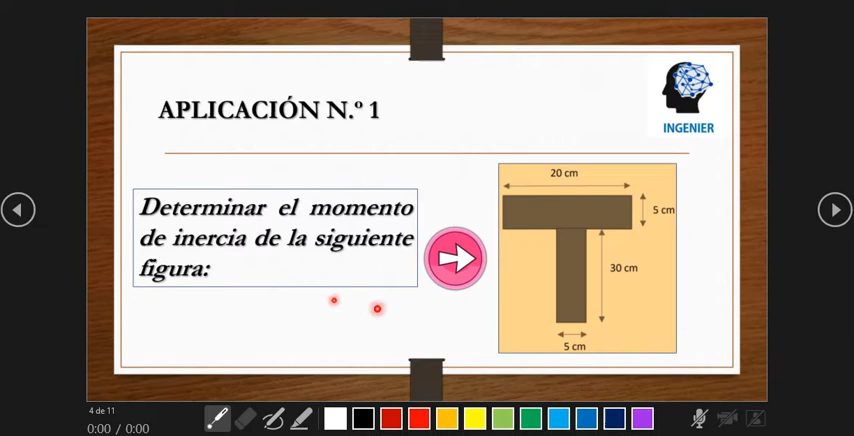 APLICACIÓN N.º 1
INGENIER
Determinar el momento
de inercia de la siguiente
figura:
20 cm
5 cm
30 cm
5 cm
4 de 11
0:00 / 0:00